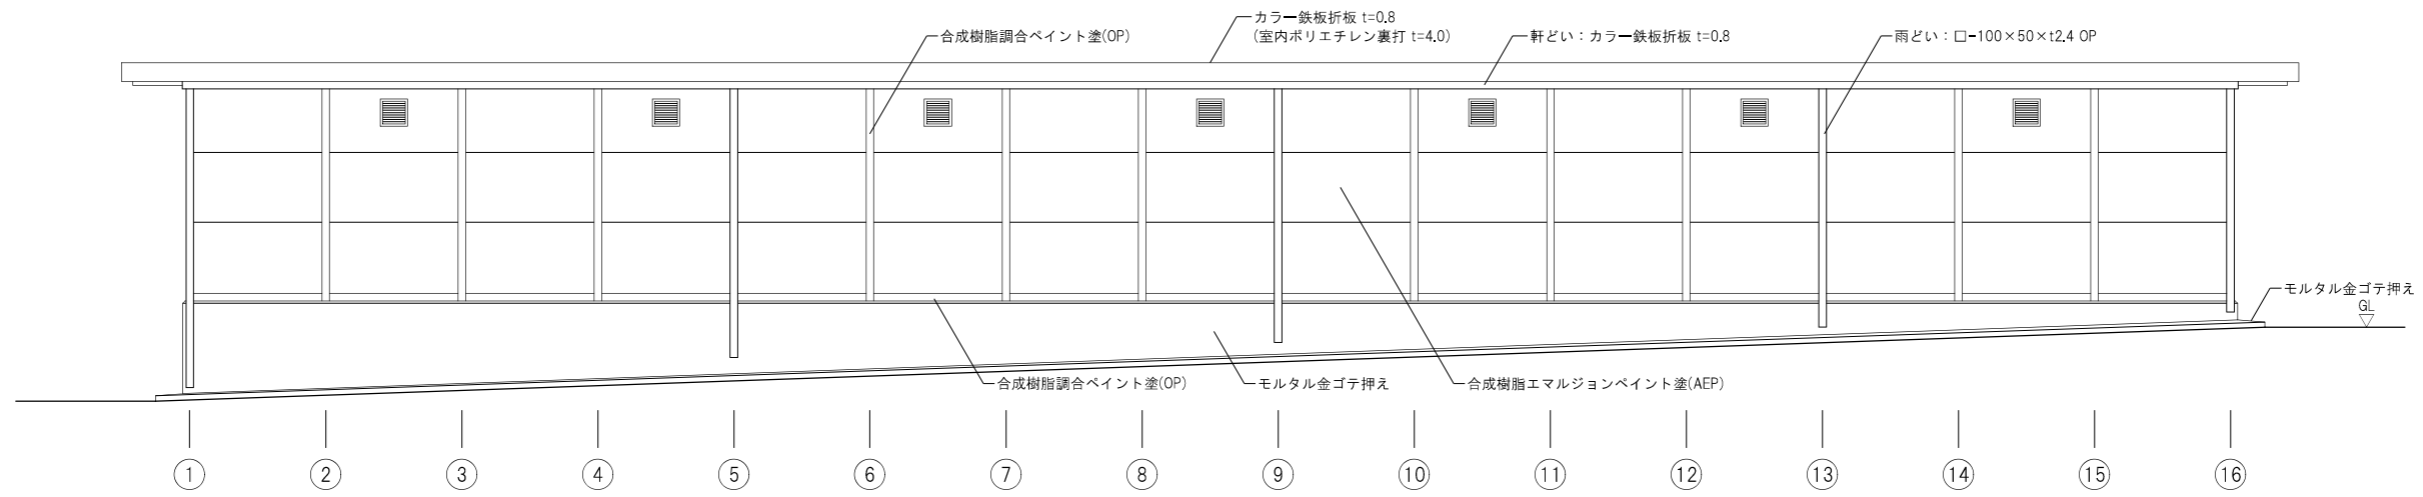 カラー鉄板折板 t=0.8
(室内ポリエチレン裏打 t=4.0)
合成樹脂調合ペイント塗(OP)
軒どい：カラー鉄板折板 t=0.8
雨どい：□-100×50×t2.4 OP
モルタル金ゴテ押え
GL
合成樹脂調合ペイント塗(OP)
モルタル金ゴテ押え
合成樹脂エマルジョンペイント塗(AEP)
1 2 3 4 5 6 7 8 9 10 11 12 13 14 15 16